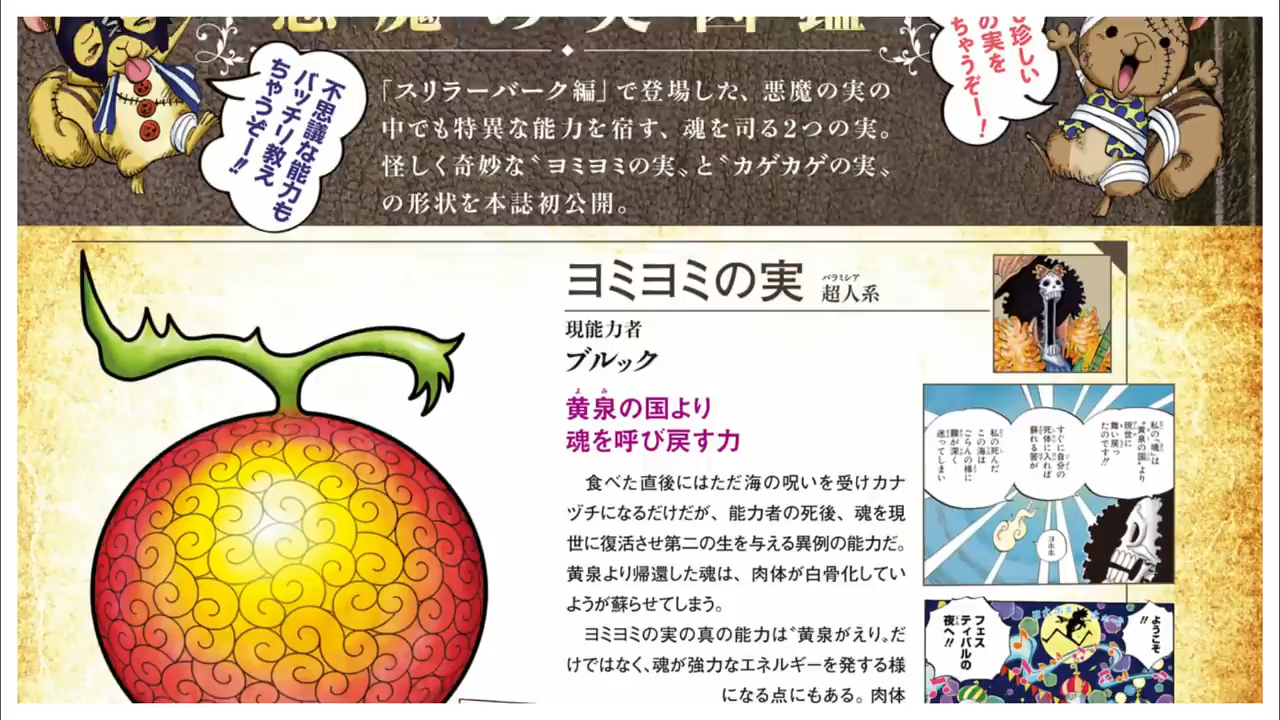 悪魔の実図鑑
不思議な能力も
バッチリ教え
ちゃうぞー!!
珍しい
の実を
ちゃうぞー！
「スリラーバーク編」で登場した、悪魔の実の
中でも特異な能力を宿す、魂を司る2つの実。
怪しく奇妙な〝ヨミヨミの実〟と〝カゲカゲの実〟
の形状を本誌初公開。
ヨミヨミの実 超人系
パラミシア
現能力者
ブルック
黄泉の国より
よみ
魂を呼び戻す力
食べた直後にはただ海の呪いを受けカナ
ヅチになるだけだが、能力者の死後、魂を現
世に復活させ第二の生を与える異例の能力だ。
黄泉より帰還した魂は、肉体が白骨化してい
ようが蘇らせてしまう。
ヨミヨミの実の真の能力は〝黄泉がえり〟だ
けではなく、魂が強力なエネルギーを発する様
になる点にもある。肉体
私の〝魂〟は
〝黄泉の国〟より
現世に
舞い戻っ
たのです!!
すぐに自分の
死体に入れば
蘇れる筈が
私の死んだ
この海は
ごらんの様に
霧が深く
迷ってしまい
ヨホホ
ようこそ
!!
フェス
ティバルの
夜へ!!